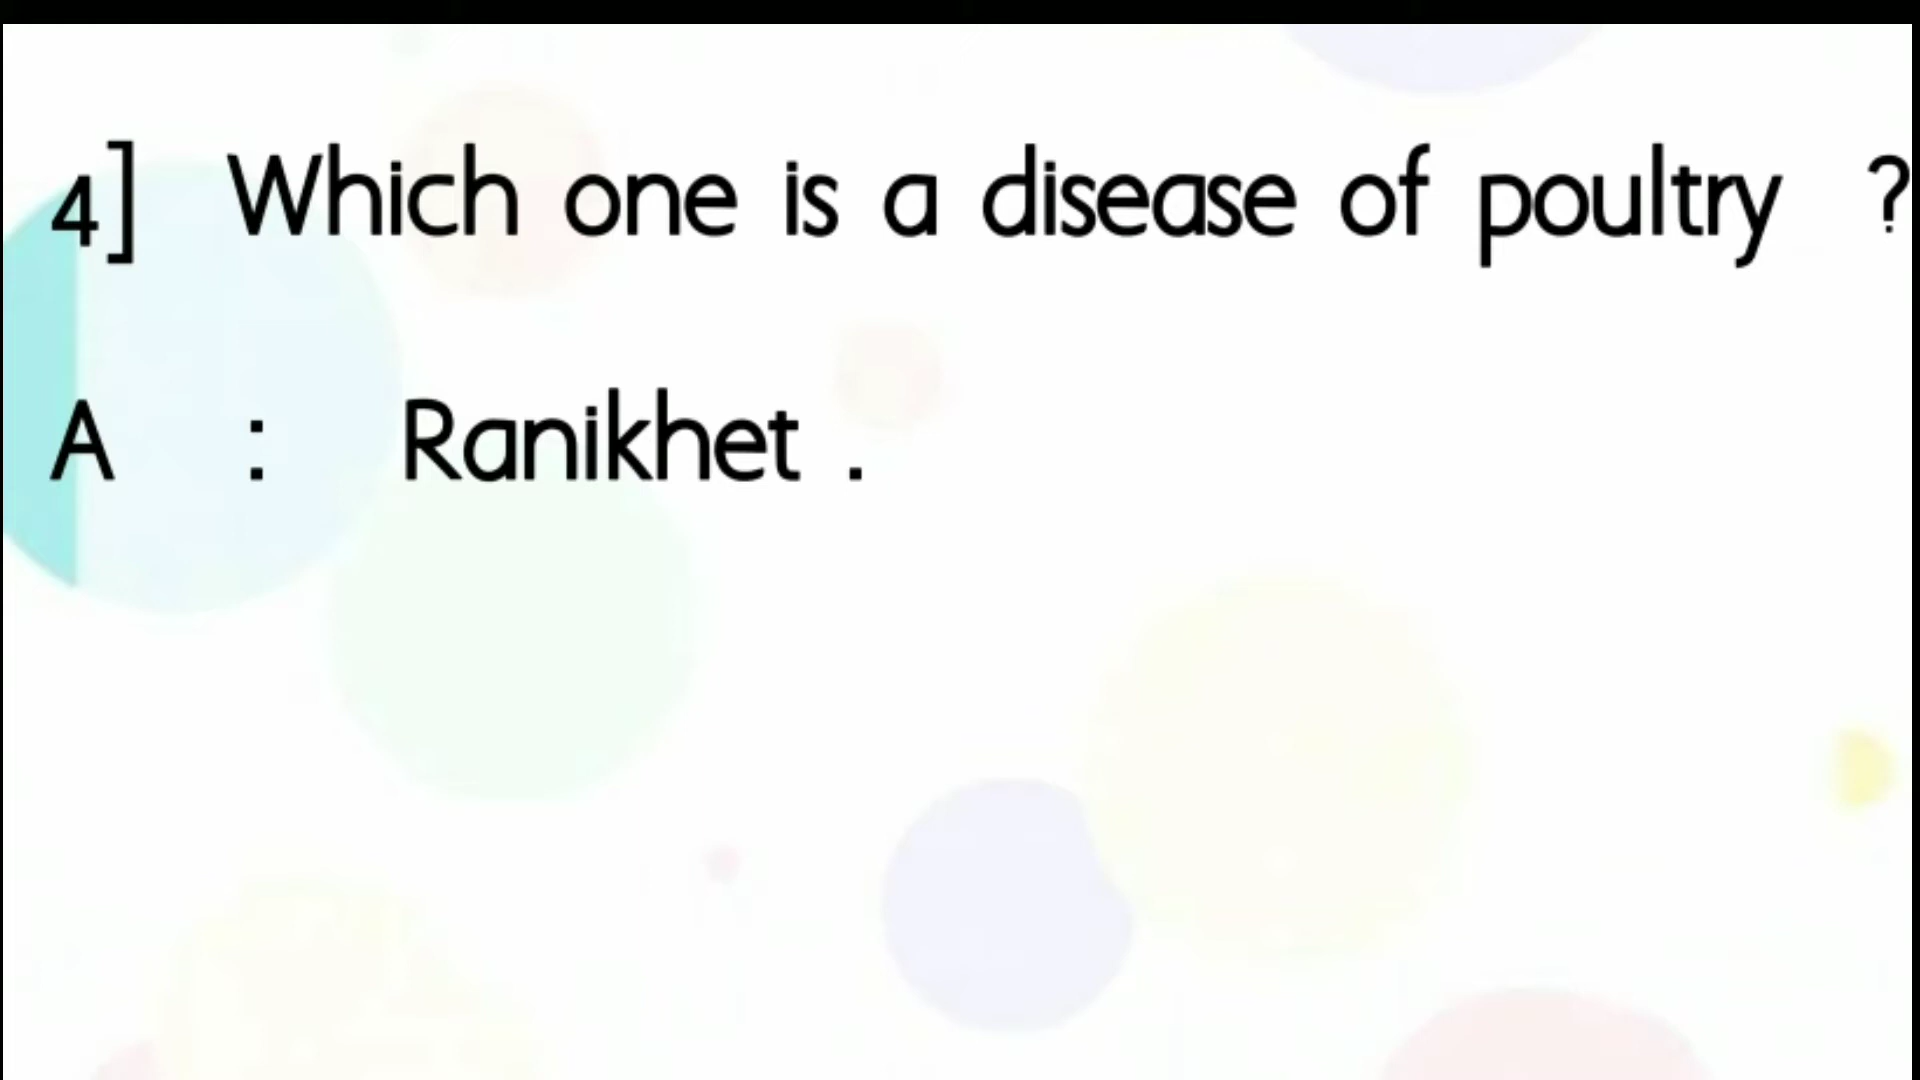 4] Which one is a disease of poultry ?
A : Ranikhet .